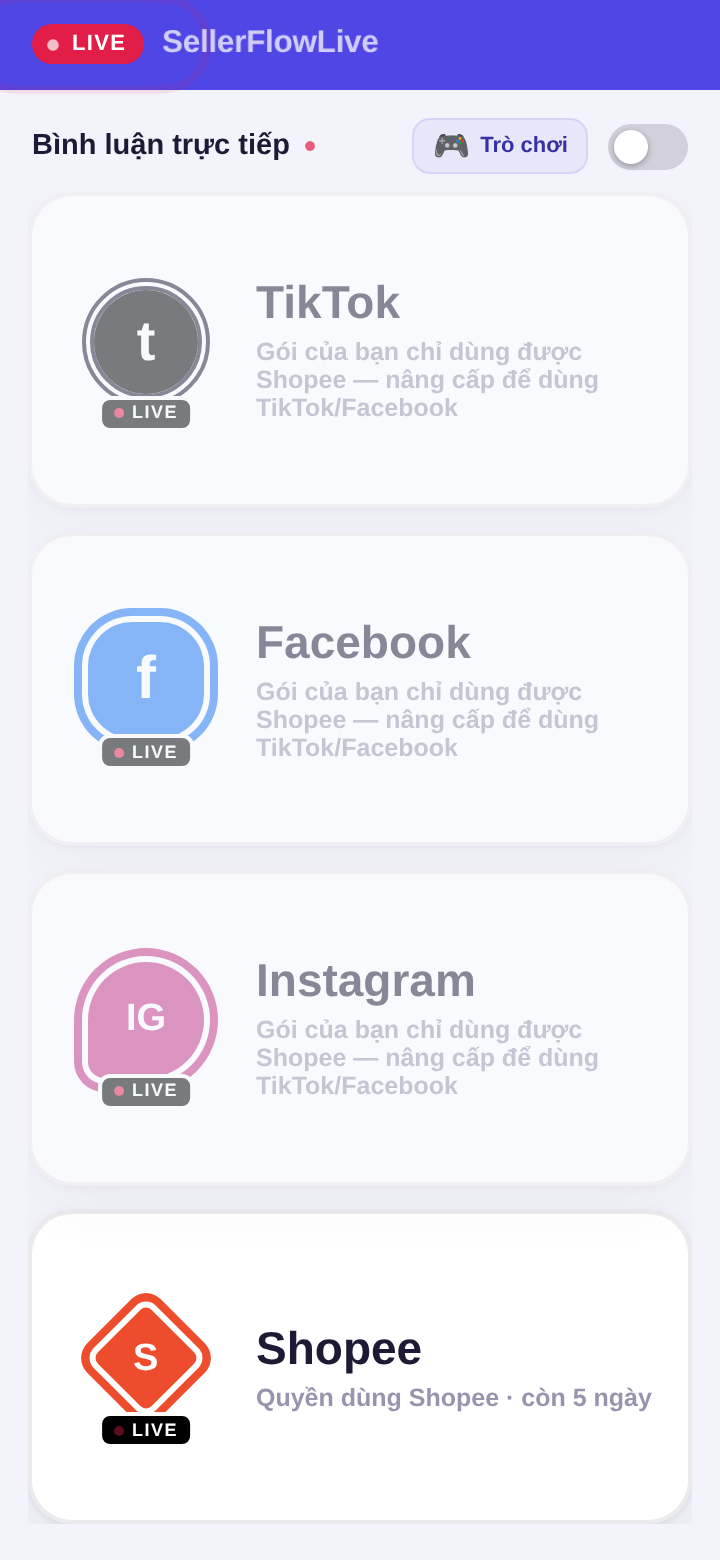 LIVE SellerFlowLive
Bình luận trực tiếp
Trò chơi
t
LIVE
TikTok
Gói của bạn chỉ dùng được
Shopee — nâng cấp để dùng
TikTok/Facebook
f
LIVE
Facebook
Gói của bạn chỉ dùng được
Shopee — nâng cấp để dùng
TikTok/Facebook
IG
LIVE
Instagram
Gói của bạn chỉ dùng được
Shopee — nâng cấp để dùng
TikTok/Facebook
S
LIVE
Shopee
Quyền dùng Shopee · còn 5 ngày